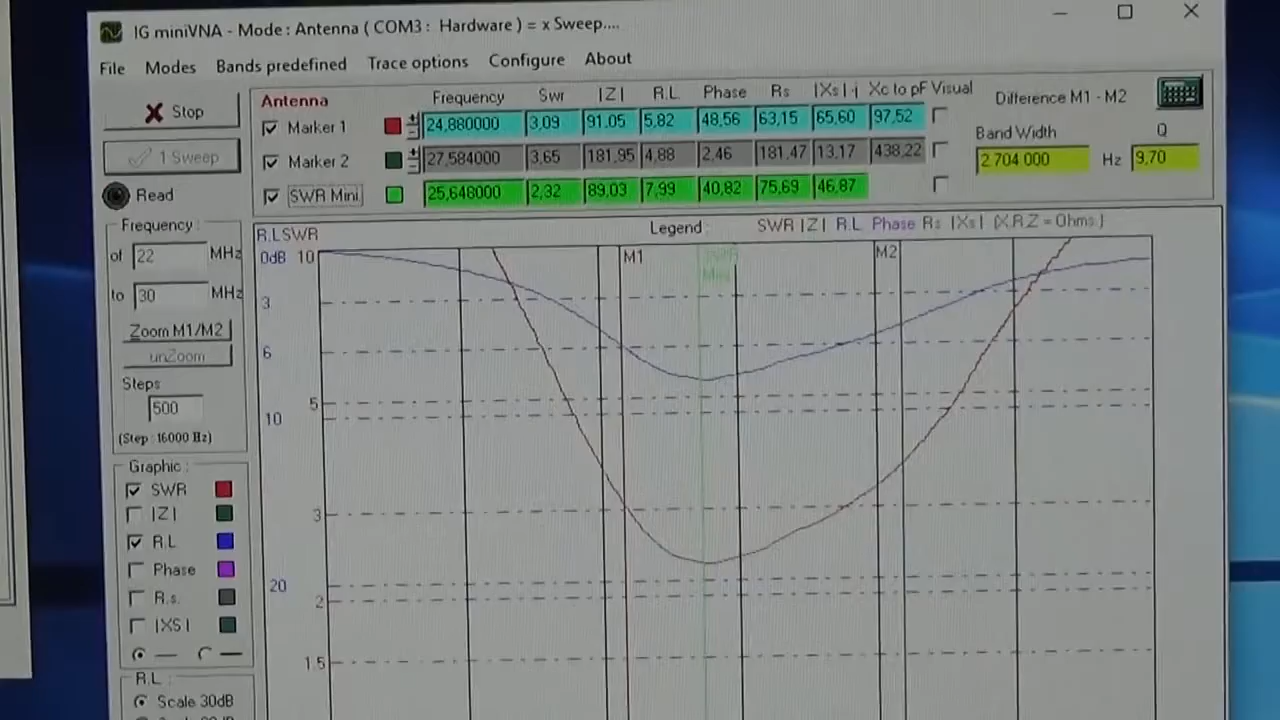 IG miniVNA - Mode : Antenna ( COM3 : Hardware ) = x Sweep....
File Modes Bands predefined Trace options Configure About
Stop
1 Sweep
Read
Antenna
Frequency Swr |Z| R.L Phase Rs |Xs|-j Xc to pF Visual
Marker 1 24,880000 3,09 91,05 5,82 48,56 63,15 65,60 97,52
Marker 2 27,584000 3,65 181,95 4,88 2,46 181,47 13,17 438,22
SWR Mini. 25,648000 2,32 89,03 7,99 40,82 75,69 46,87
Difference M1 - M2
Band Width Q
2.704.000 Hz 9,70
Frequency :
of 22 MHz
to 30 MHz
Zoom M1/M2
unZoom
Steps
500
(Step :16000 Hz)
Graphic :
SWR
|Z|
R.L
Phase
R.s.
|XS|
R.L :
Scale 30dB
Legend : SWR |Z| R.L Phase Rs |Xs| (X.R.Z = Ohms.)
R.L SWR
0dB 10
M1
SWR
Mini
M2
3
6
5
10
3
20
2
1.5